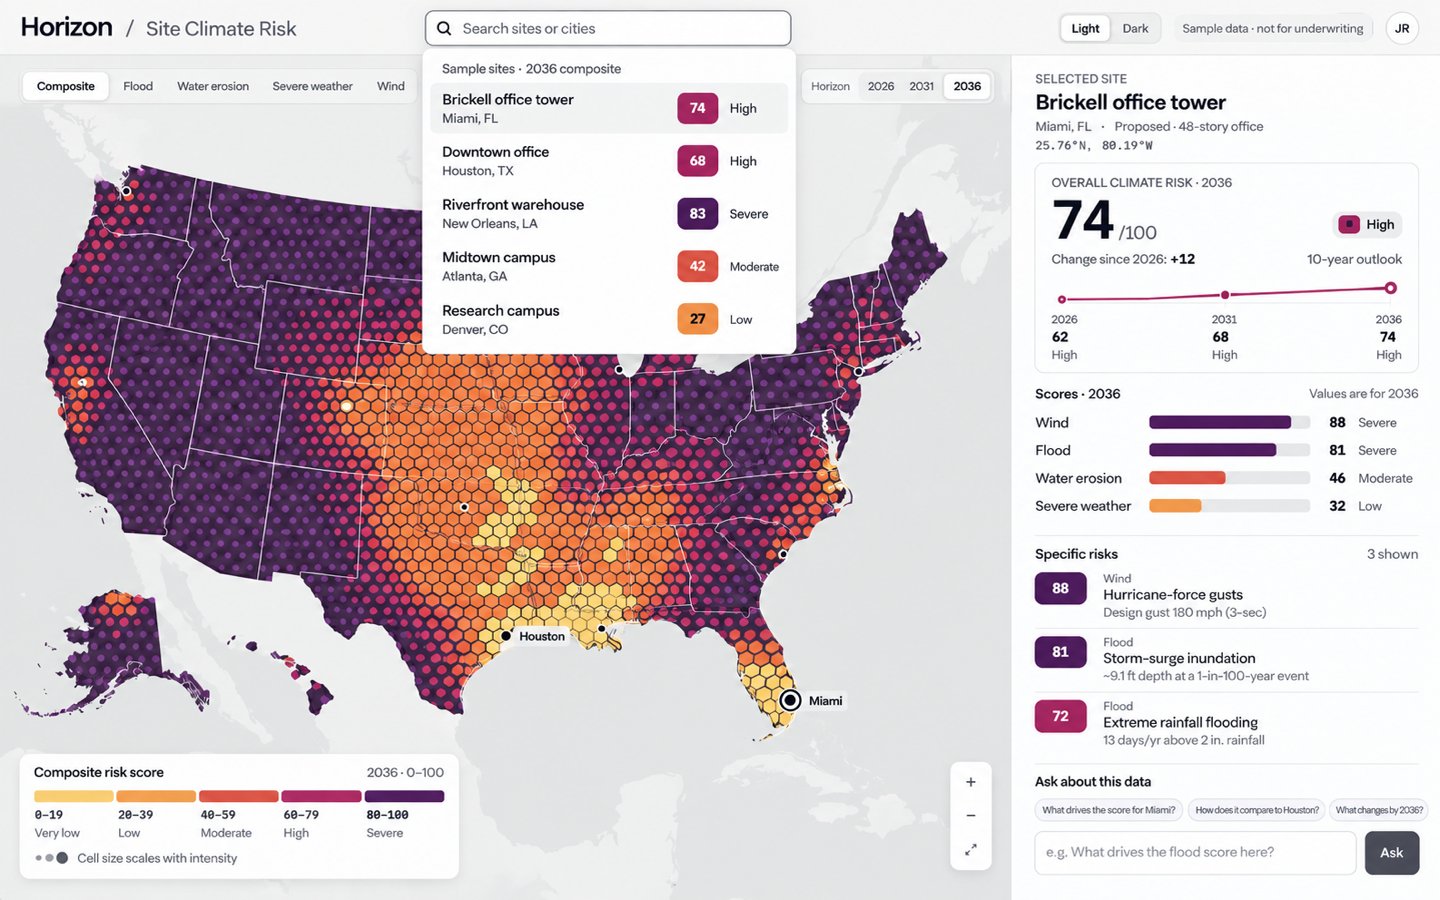 Horizon / Site Climate Risk
Search sites or cities
Light Dark
Sample data · not for underwriting
JR
Composite Flood Water erosion Severe weather Wind
Sample sites · 2036 composite
Brickell office tower
Miami, FL
74 High
Downtown office
Houston, TX
68 High
Riverfront warehouse
New Orleans, LA
83 Severe
Midtown campus
Atlanta, GA
42 Moderate
Research campus
Denver, CO
27 Low
Horizon 2026 2031 2036
Houston
Miami
Composite risk score 2036 · 0–100
0–19 20–39 40–59 60–79 80–100
Very low Low Moderate High Severe
Cell size scales with intensity
+
−
SELECTED SITE
Brickell office tower
Miami, FL · Proposed · 48-story office
25.76°N, 80.19°W
OVERALL CLIMATE RISK · 2036
74 /100
High
Change since 2026: +12 10-year outlook
2026 2031 2036
62 68 74
High High High
Scores · 2036 Values are for 2036
Wind 88 Severe
Flood 81 Severe
Water erosion 46 Moderate
Severe weather 32 Low
Specific risks 3 shown
88
Wind
Hurricane-force gusts
Design gust 180 mph (3-sec)
81
Flood
Storm-surge inundation
~9.1 ft depth at a 1-in-100-year event
72
Flood
Extreme rainfall flooding
13 days/yr above 2 in. rainfall
Ask about this data
What drives the score for Miami? How does it compare to Houston? What changes by 2036?
e.g. What drives the flood score here?
Ask